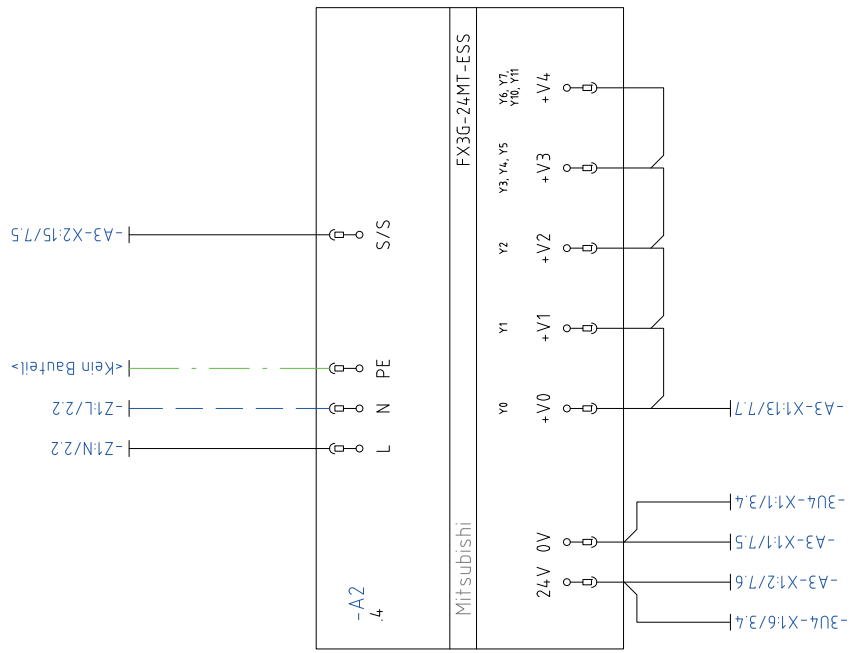 -A3-X2:15/7.5
<Kein Bauteil>
-Z1:L/2.2
-Z1:N/2.2
S/S
PE
N
L
-A2
.4
Mitsubishi
FX3G-24MT-ESS
Y6, Y7,
Y10, Y11
+V4
Y3, Y4, Y5
+V3
Y2
+V2
Y1
+V1
Y0
+V0
0V
24V
-A3-X1:13/7.7
-3U4-X1:1/3.4
-A3-X1:1/7.5
-A3-X1:2/7.6
-3U4-X1:6/3.4